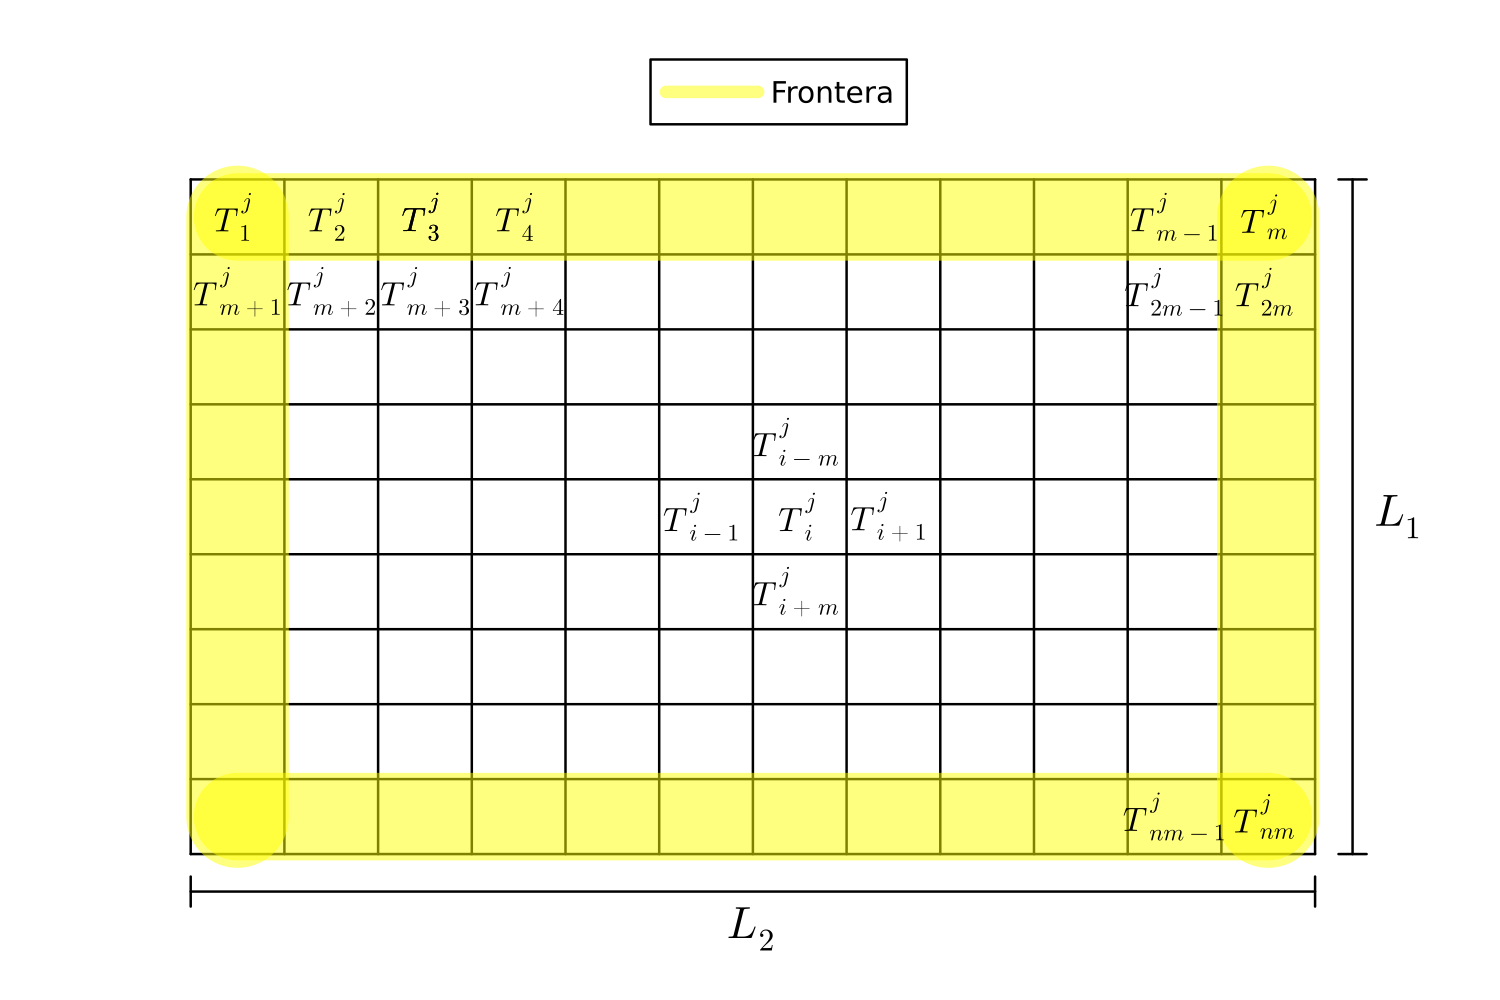 Frontera
T_1^j T_2^j T_3^j T_4^j T_{m-1}^j T_m^j
T_{m+1}^j T_{m+2}^j T_{m+3}^j T_{m+4}^j T_{2m-1}^j T_{2m}^j
T_{i-m}^j
T_{i-1}^j T_i^j T_{i+1}^j
L_1
T_{i+m}^j
T_{nm-1}^j T_{nm}^j
L_2